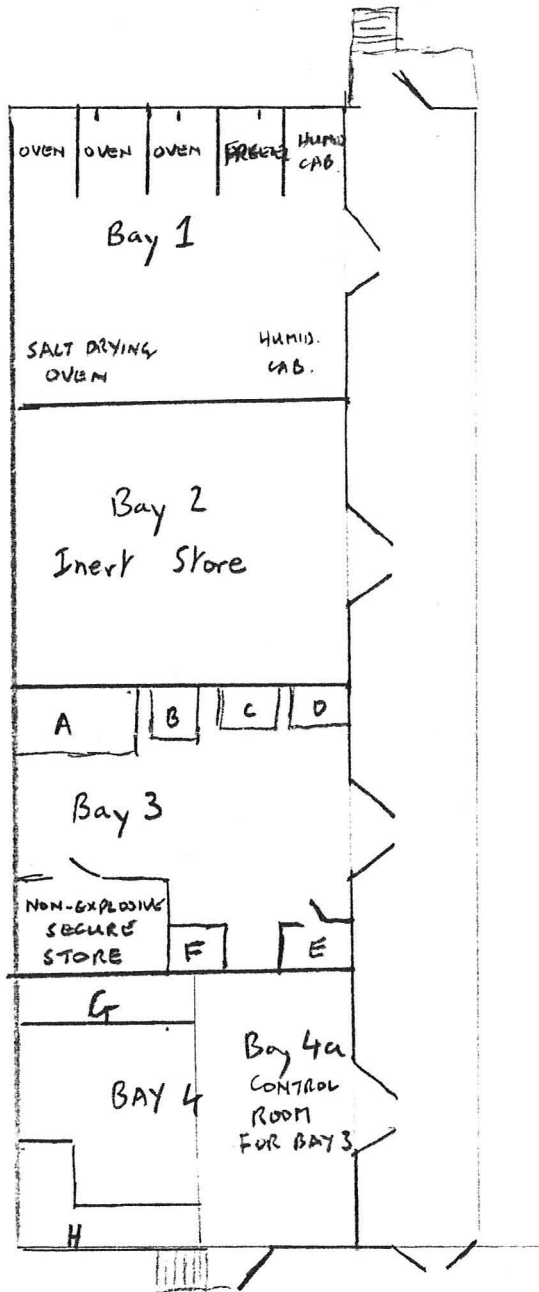 OVEN OVEN OVEN FREEZE HUMID
CAB.
Bay 1
SALT DRYING
OVEN
HUMID.
CAB.
Bay 2
Inert Store
A B C D
Bay 3
NON-EXPLOSIVE
SECURE
STORE
F E
G
BAY 4
Bay 4a
CONTROL
ROOM
FOR BAY 3
H